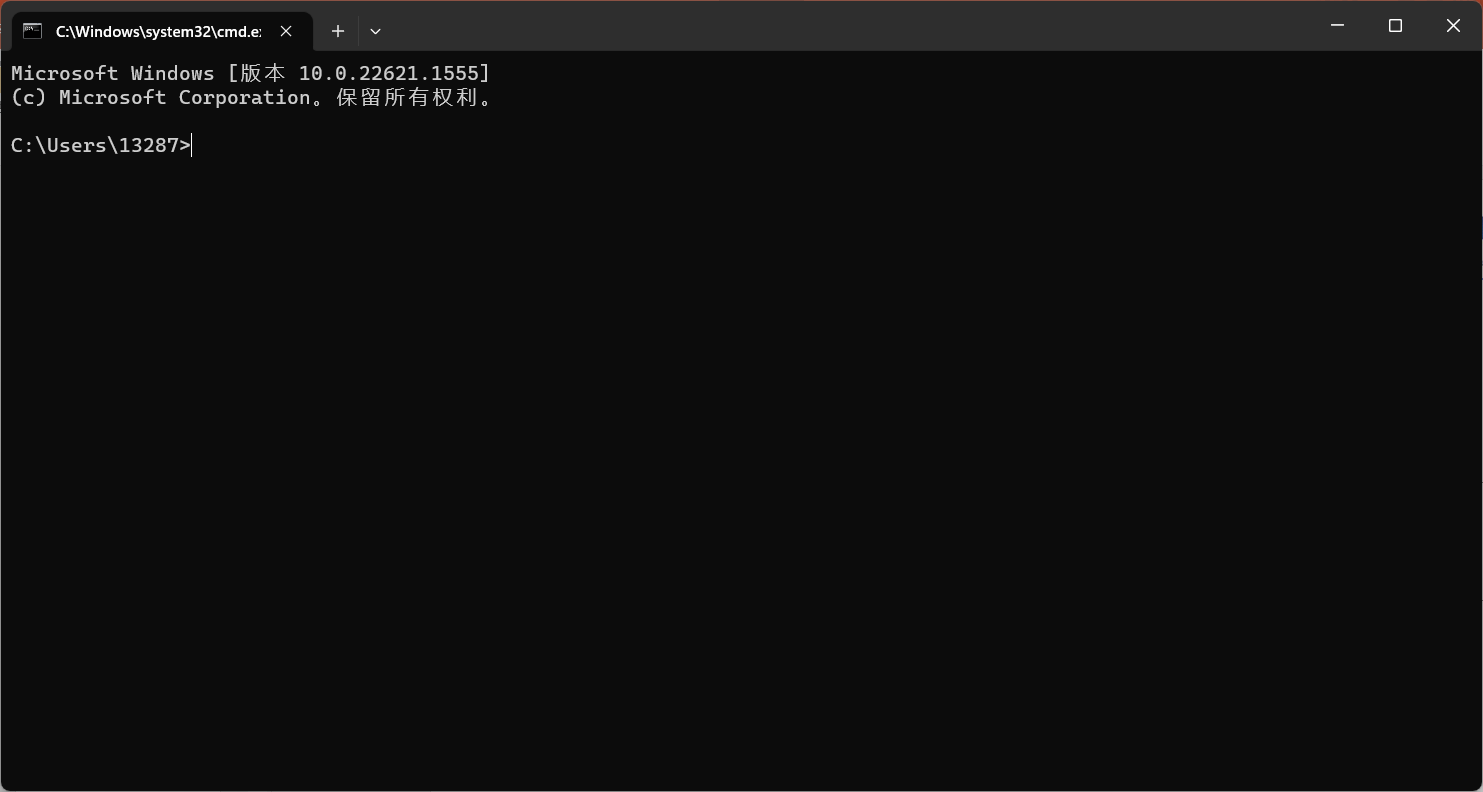 C:\Windows\system32\cmd.e
Microsoft Windows [版本 10.0.22621.1555]
(c) Microsoft Corporation。保留所有权利。
C:\Users\13287>